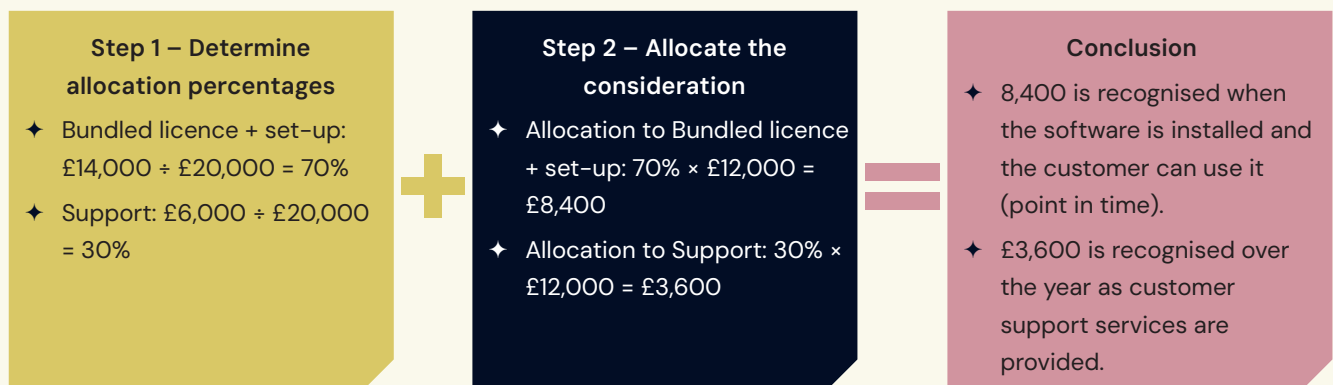 Step 1 – Determine
allocation percentages
✦ Bundled licence + set-up:
£14,000 ÷ £20,000 = 70%
✦ Support: £6,000 ÷ £20,000
= 30%
Step 2 – Allocate the
consideration
✦ Allocation to Bundled licence
+ set-up: 70% × £12,000 =
£8,400
✦ Allocation to Support: 30% ×
£12,000 = £3,600
Conclusion
✦ 8,400 is recognised when
the software is installed and
the customer can use it
(point in time).
✦ £3,600 is recognised over
the year as customer
support services are
provided.